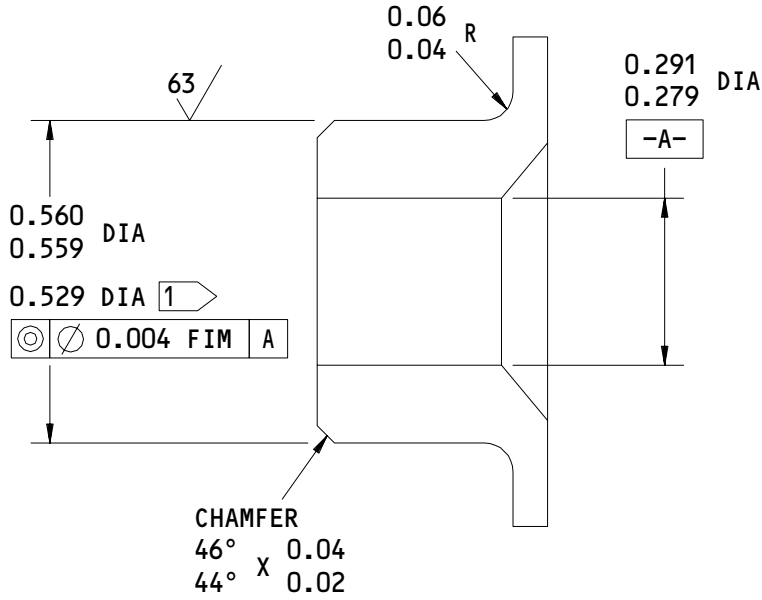 0.06
0.04 R
0.291
0.279 DIA
-A-
63
0.560
0.559 DIA
0.529 DIA 1
⌀ 0.004 FIM A
CHAMFER
46° X 0.04
44° 0.02